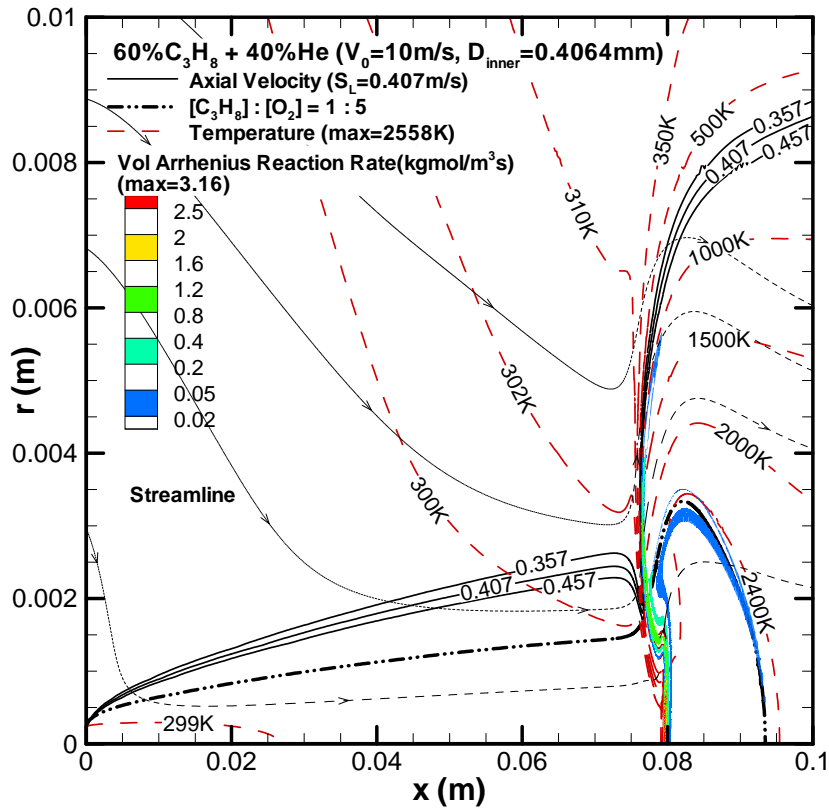 60%C₃H₈ + 40%He (V₀=10m/s, D_inner=0.4064mm)
Axial Velocity (S_L=0.407m/s)
[C₃H₈] : [O₂] = 1 : 5
Temperature (max=2558K)
Vol Arrhenius Reaction Rate(kgmol/m³s)
(max=3.16)
2.5
2
1.6
1.2
0.8
0.4
0.2
0.05
0.02
Streamline
350K
500K
0.357
0.407
0.457
310K
1000K
1500K
302K
2000K
300K
2400K
0.357
0.407
0.457
299K
0.01
0.008
0.006
0.004
0.002
0
r (m)
0
0.02
0.04
0.06
0.08
0.1
x (m)